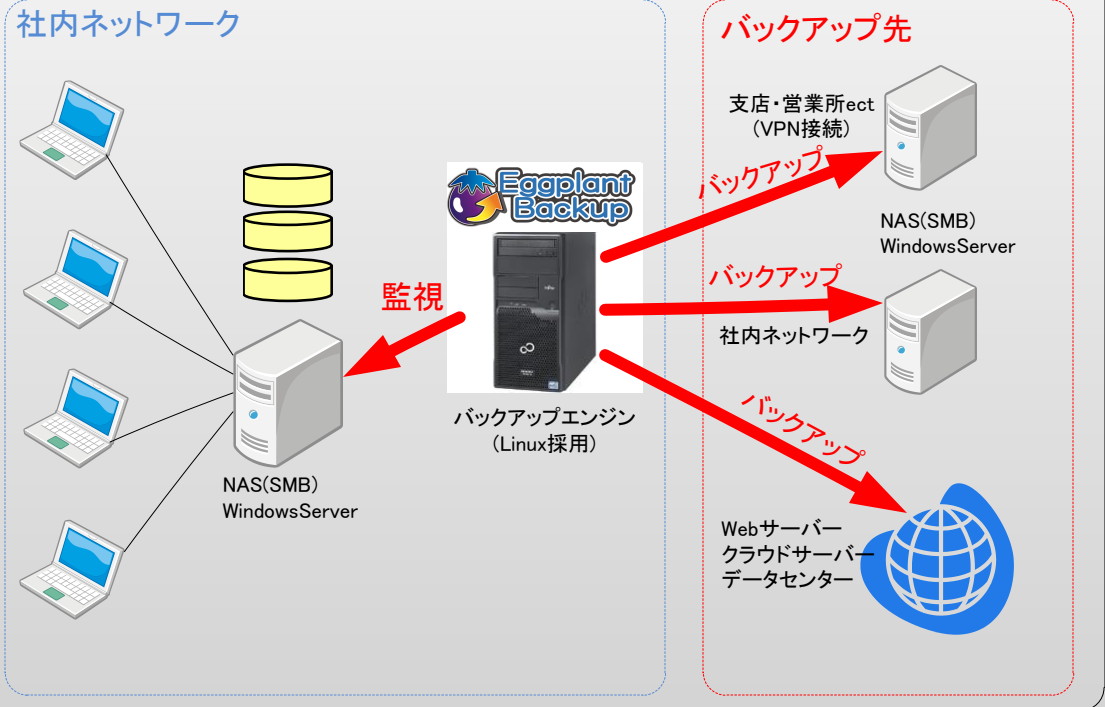 社内ネットワーク
バックアップ先
支店・営業所ect
(VPN接続)
バックアップ
Eggplant
Backup
NAS(SMB)
WindowsServer
監視
バックアップ
社内ネットワーク
バックアップエンジン
(Linux採用)
バックアップ
NAS(SMB)
WindowsServer
Webサーバー
クラウドサーバー
データセンター